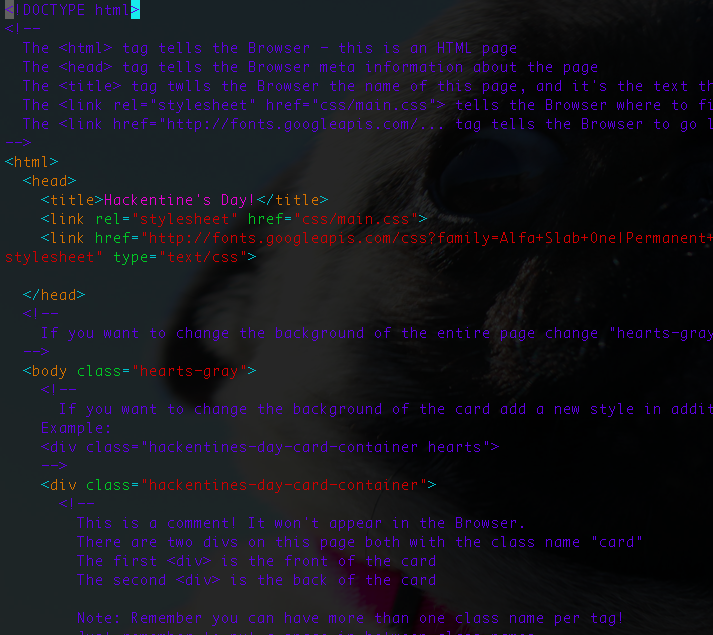 <!DOCTYPE html>
<!--
The <html> tag tells the Browser - this is an HTML page
The <head> tag tells the Browser meta information about the page
The <title> tag twlls the Browser the name of this page, and it's the text th
The <link rel="stylesheet" href="css/main.css"> tells the Browser where to fi
The <link href="http://fonts.googleapis.com/... tag tells the Browser to go l
-->
<html>
<head>
<title>Hackentine's Day!</title>
<link rel="stylesheet" href="css/main.css">
<link href="http://fonts.googleapis.com/css?family=Alfa+Slab+One|Permanent+
stylesheet" type="text/css">
</head>
<!--
If you want to change the background of the entire page change "hearts-gray
-->
<body class="hearts-gray">
<!--
If you want to change the background of the card add a new style in addit
Example:
<div class="hackentines-day-card-container hearts">
-->
<div class="hackentines-day-card-container">
<!--
This is a comment! It won't appear in the Browser.
There are two divs on this page both with the class name "card"
The first <div> is the front of the card
The second <div> is the back of the card
Note: Remember you can have more than one class name per tag!